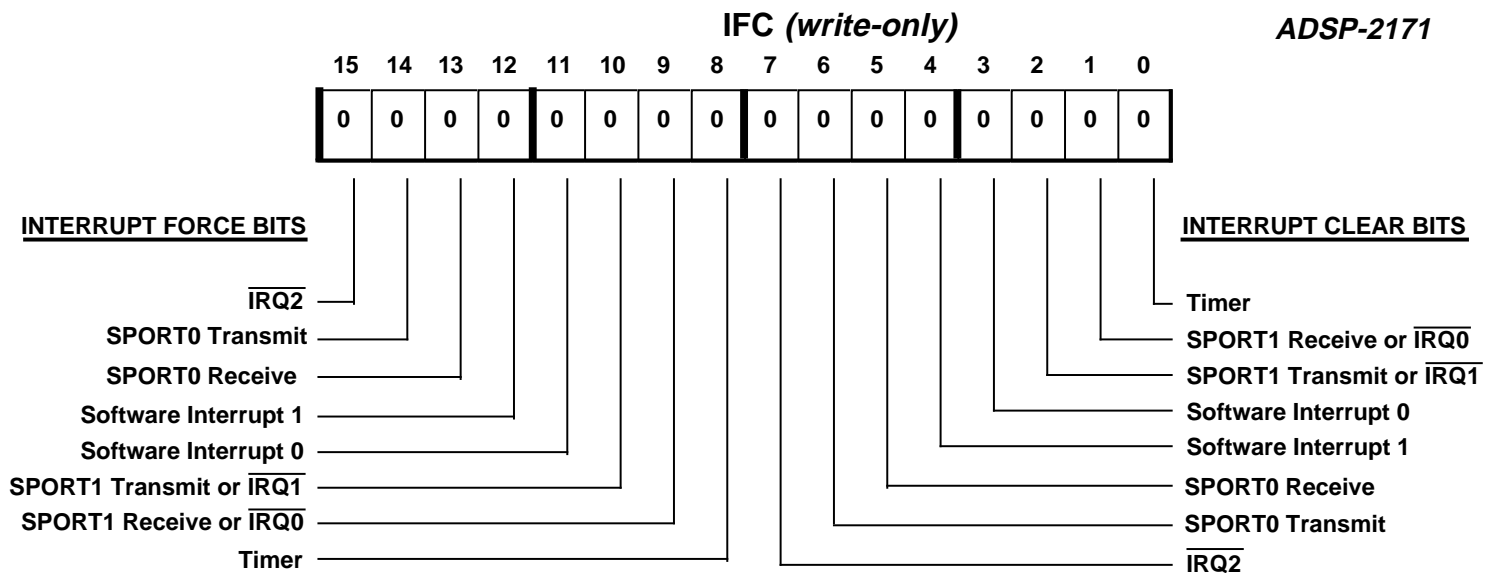 IFC (write-only) ADSP-2171
15 14 13 12 11 10 9 8 7 6 5 4 3 2 1 0
0 0 0 0 0 0 0 0 0 0 0 0 0 0 0 0
INTERRUPT FORCE BITS
IRQ2
SPORT0 Transmit
SPORT0 Receive
Software Interrupt 1
Software Interrupt 0
SPORT1 Transmit or IRQ1
SPORT1 Receive or IRQ0
Timer
INTERRUPT CLEAR BITS
Timer
SPORT1 Receive or IRQ0
SPORT1 Transmit or IRQ1
Software Interrupt 0
Software Interrupt 1
SPORT0 Receive
SPORT0 Transmit
IRQ2